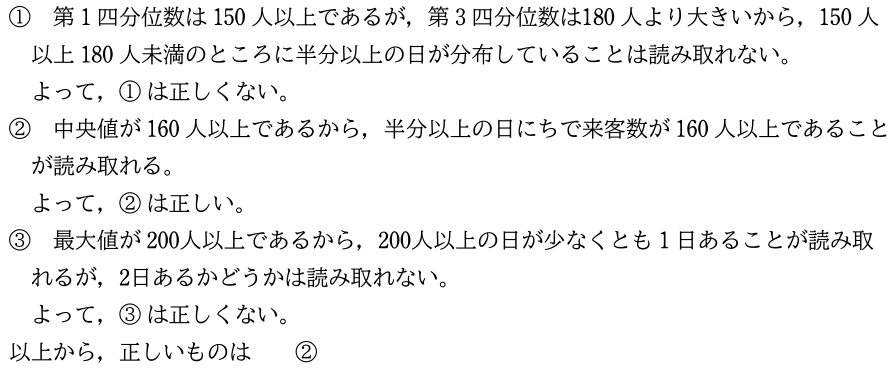 ① 第１四分位数は 150 人以上であるが，第３四分位数は180 人より大きいから，150 人
以上 180 人未満のところに半分以上の日が分布していることは読み取れない。
よって，① は正しくない。
② 中央値が 160 人以上であるから，半分以上の日にちで来客数が 160 人以上であること
が読み取れる。
よって，② は正しい。
③ 最大値が 200人以上であるから，200人以上の日が少なくとも 1 日あることが読み取
れるが，2日あるかどうかは読み取れない。
よって，③ は正しくない。
以上から，正しいものは ②